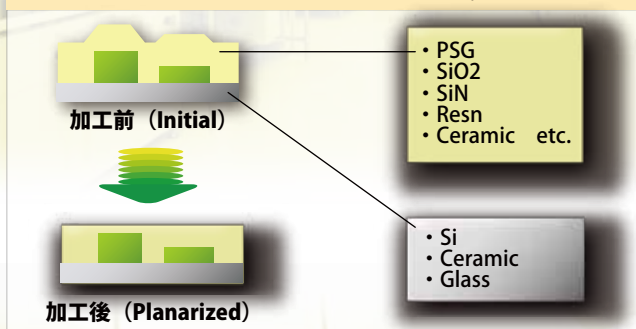 加工前（Initial）
加工後（Planarized）
・PSG
・SiO2
・SiN
・Resn
・Ceramic etc.
・Si
・Ceramic
・Glass